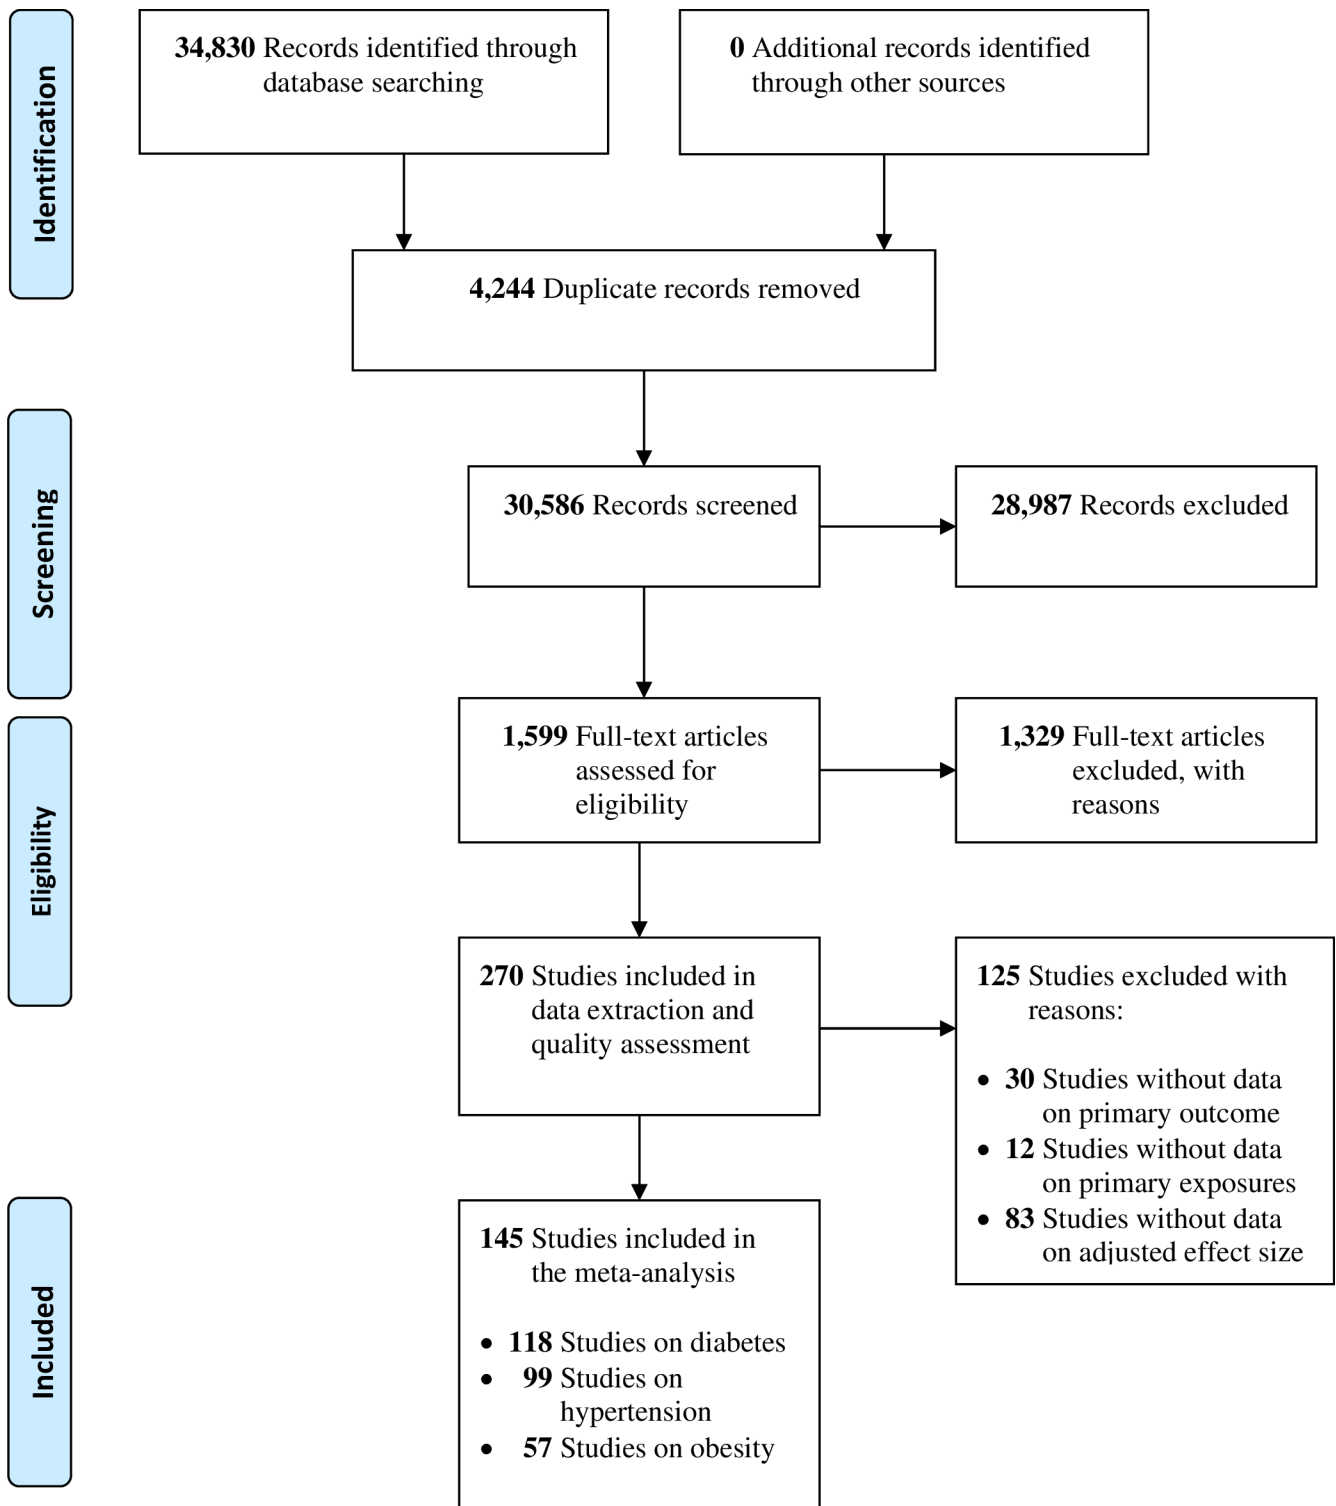 Identification
34,830 Records identified through
database searching
0 Additional records identified
through other sources
4,244 Duplicate records removed
Screening
30,586 Records screened
28,987 Records excluded
Eligibility
1,599 Full-text articles
assessed for
eligibility
1,329 Full-text articles
excluded, with
reasons
270 Studies included in
data extraction and
quality assessment
125 Studies excluded with
reasons:
• 30 Studies without data
on primary outcome
• 12 Studies without data
on primary exposures
• 83 Studies without data
on adjusted effect size
Included
145 Studies included in
the meta-analysis
• 118 Studies on diabetes
• 99 Studies on
hypertension
• 57 Studies on obesity